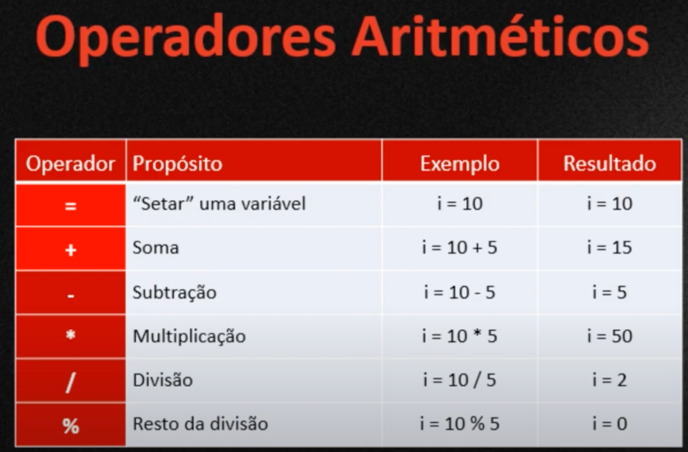 Operadores Aritméticos
Operador Propósito Exemplo Resultado
= “Setar” uma variável i = 10 i = 10
+ Soma i = 10 + 5 i = 15
- Subtração i = 10 - 5 i = 5
* Multiplicação i = 10 * 5 i = 50
/ Divisão i = 10 / 5 i = 2
% Resto da divisão i = 10 % 5 i = 0